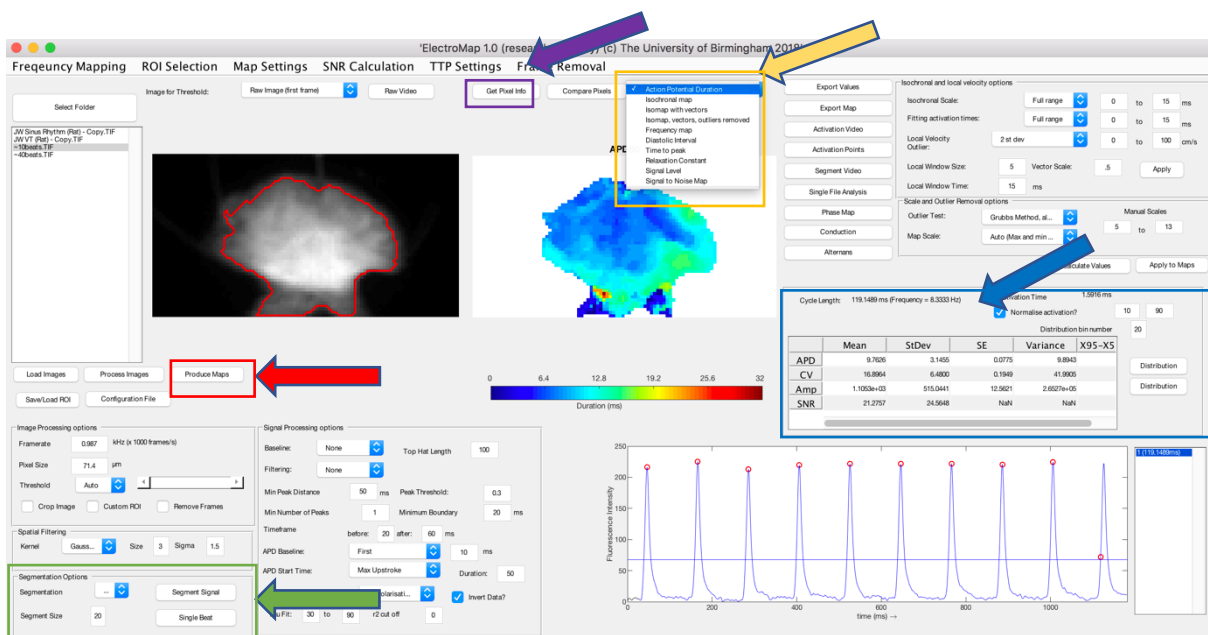 'ElectroMap 1.0 (resea y) (c) The University of Birmingham 2018'
Freqeuncy Mapping ROI Selection Map Settings SNR Calculation TTP Settings Fra Removal
Select Folder
Image for Threshold: Raw Image (first frame) Raw Video Get Pixel Info Compare Pixels
JW Sinus Rhythm (Rat) - Copy.TIF
JW VT (Rat) - Copy.TIF
~10beats.TIF
~40beats.TIF
✓ Action Potential Duration
Isochronal map
Isomap with vectors
Isomap, vectors, outliers removed
Frequency map
Diastolic Interval
Time to peak
Relaxation Constant
Signal Level
Signal to Noise Map
APD
Export Values
Export Map
Activation Video
Activation Points
Segment Video
Single File Analysis
Phase Map
Conduction
Alternans
Isochronal and local velocity options
Isochronal Scale: Full range 0 to 15 ms
Fitting activation times: Full range 0 to 15 ms
Local Velocity Outlier: 2 st dev 0 to 100 cm/s
Local Window Size: 5 Vector Scale: .5 Apply
Local Window Time: 15 ms
Scale and Outlier Removal options
Outlier Test: Grubbs Method, al... Manual Scales
Map Scale: Auto (Max and min ... 5 to 13
culate Values Apply to Maps
Cycle Length: 119.1489 ms (Frequency = 8.3333 Hz) vation Time 1.5916 ms
Normalise activation? 10 90
Distribution bin number 20
Mean StDev SE Variance X95-X5
APD 9.7626 3.1455 0.0775 9.8943
CV 16.8964 6.4800 0.1949 41.9905
Amp 1.1053e+03 515.0441 12.5621 2.6527e+05
SNR 21.2757 24.5648 NaN NaN
Distribution
Distribution
Load Images Process Images Produce Maps
Save/Load ROI Configuration File
0 6.4 12.8 19.2 25.6 32
Duration (ms)
Image Processing options
Framerate 0.987 kHz (x 1000 frames/s)
Pixel Size 71.4 µm
Threshold Auto
Crop Image Custom ROI Remove Frames
Spatial Filtering
Kernel Gauss... Size 3 Sigma 1.5
Segmentation Options
Segmentation ... Segment Signal
Segment Size 20 Single Beat
Signal Processing options
Baseline: None Top Hat Length 100
Filtering: None
Min Peak Distance 50 ms Peak Threshold: 0.3
Min Number of Peaks 1 Minimum Boundary 20 ms
Timeframe before: 20 after: 60 ms
APD Baseline: First 10 ms
APD Start Time: Max Upstroke Duration: 50
olarisati... Invert Data?
u Fit: 30 to 90 r2 cut off 0
250
200
150
100
50
0
Fluorescence Intensity
0 200 400 600 800 1000
time (ms) →
1 (119.1489ms)